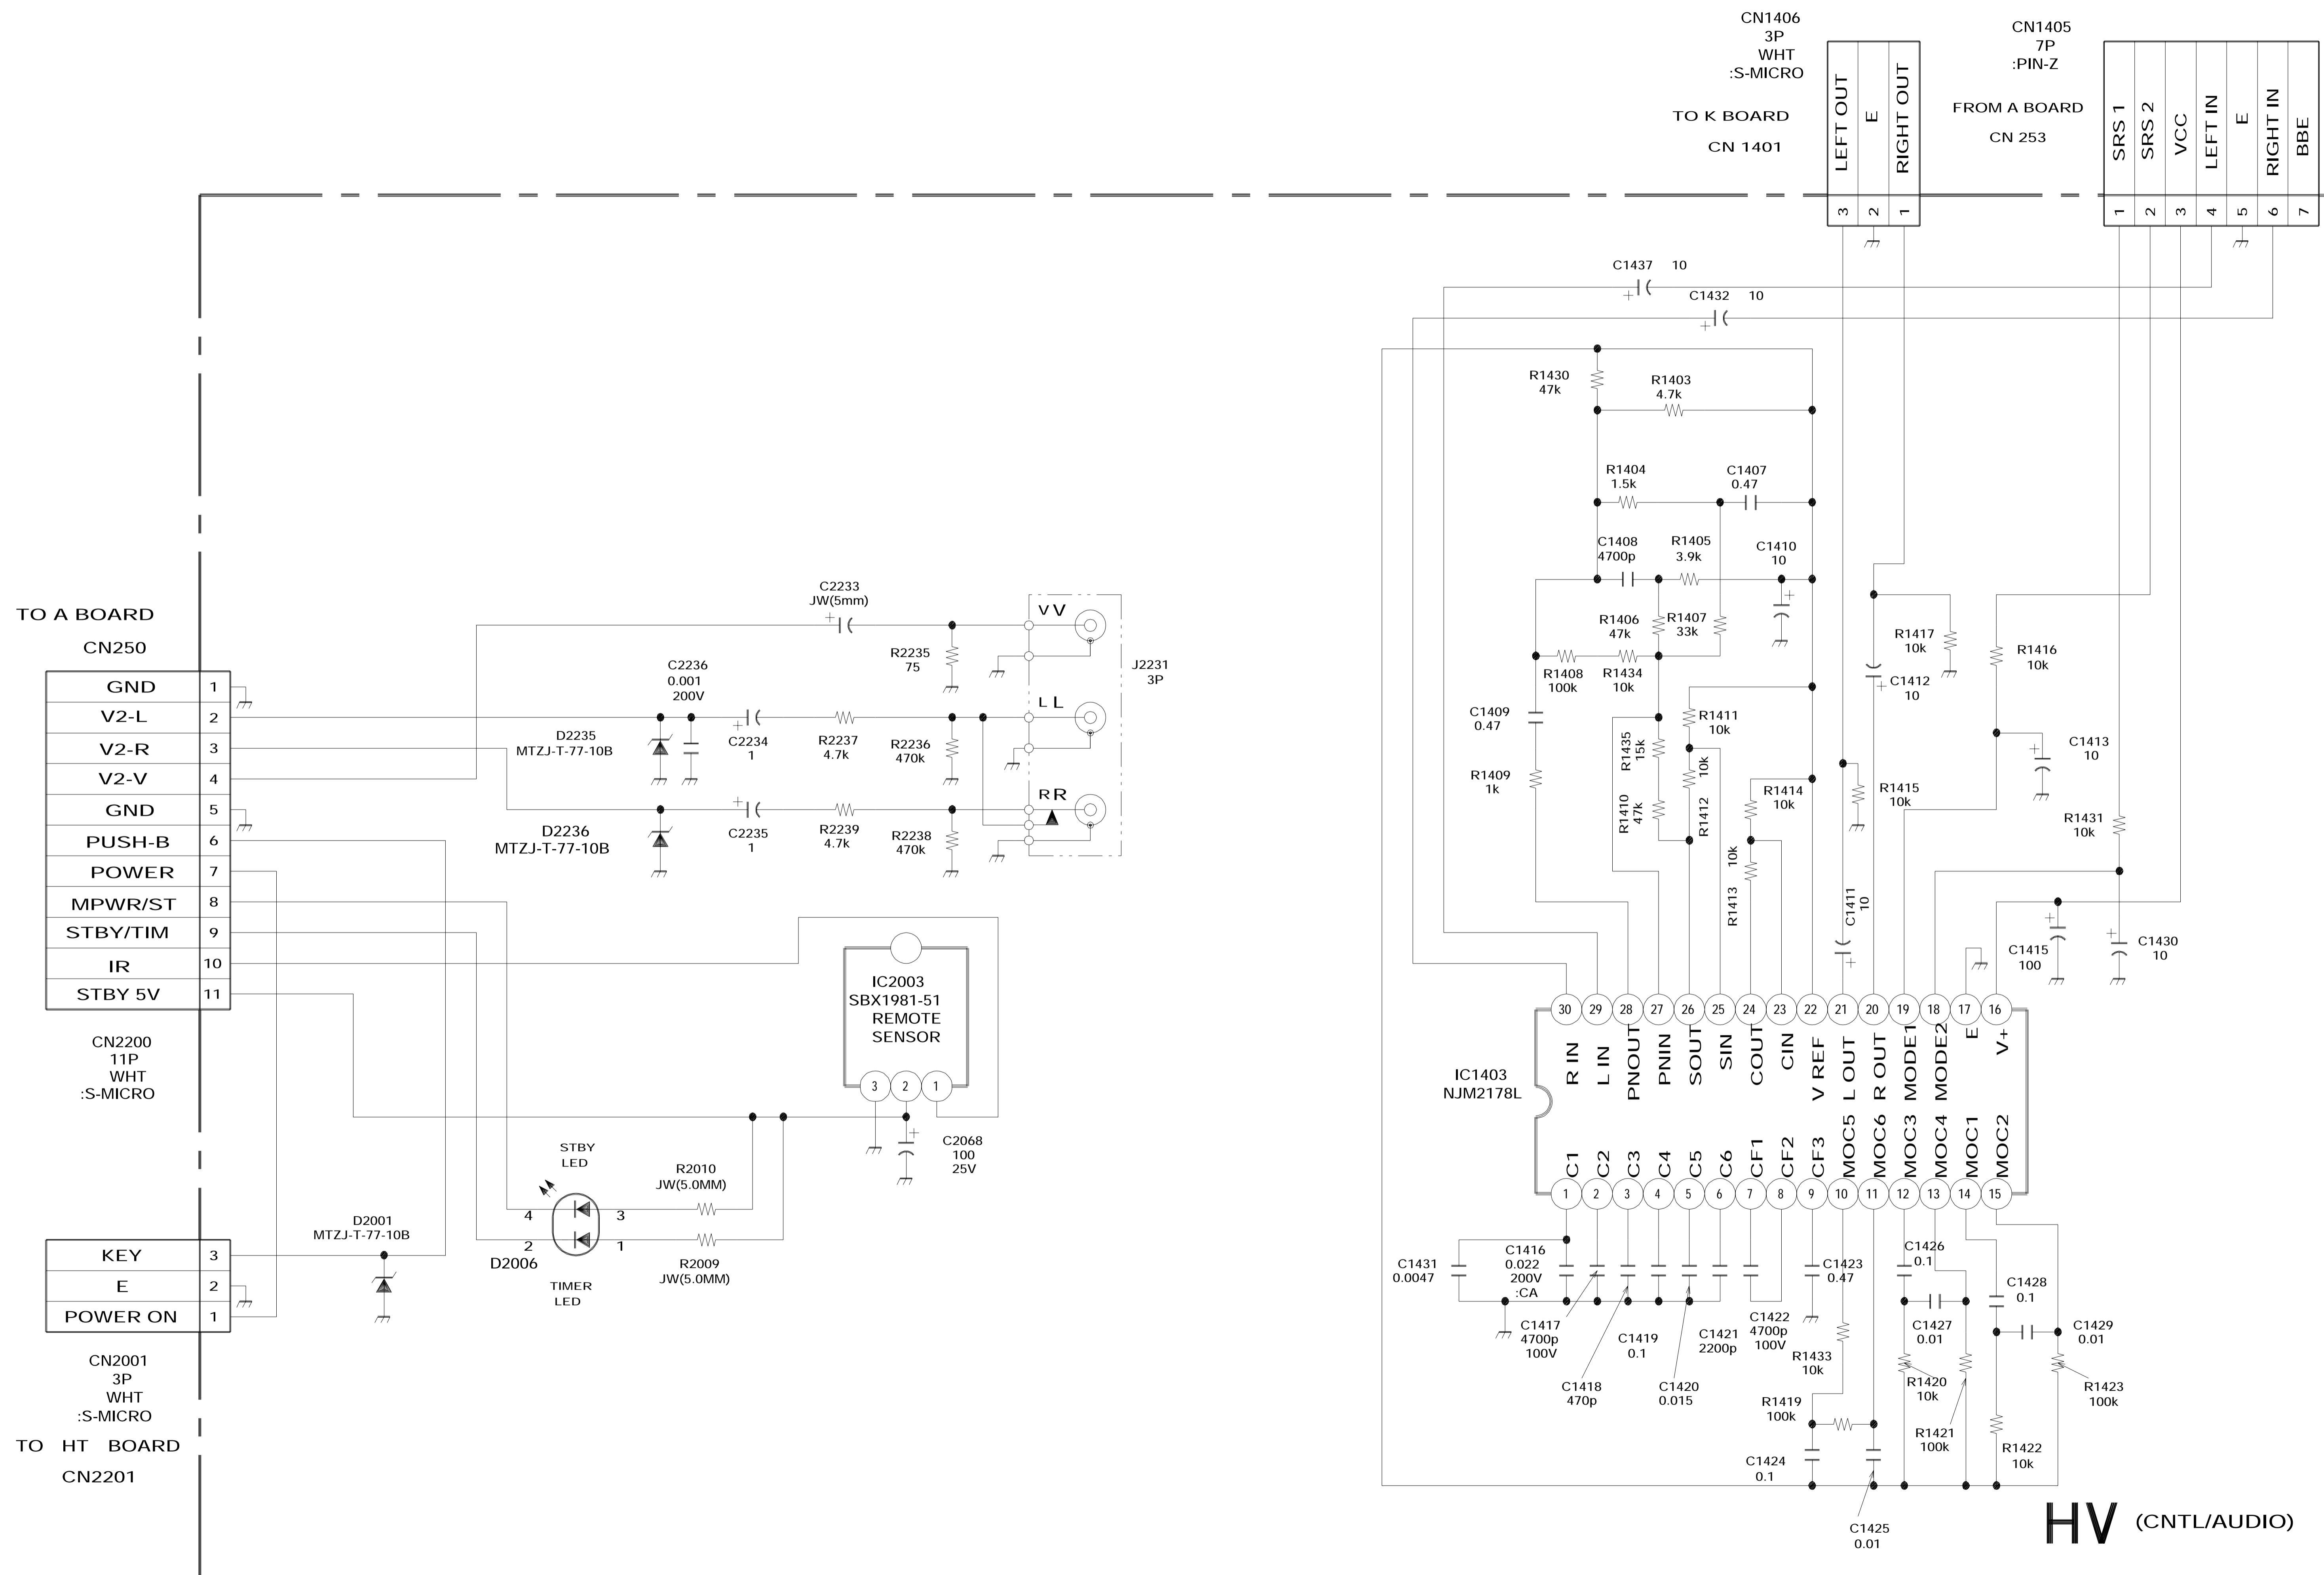 CN1406
3P
WHT
:S-MICRO
TO K BOARD
CN 1401
LEFT OUT
E
RIGHT OUT
3
2
1
CN1405
7P
:PIN-Z
FROM A BOARD
CN 253
SRS 1
SRS 2
VCC
LEFT IN
E
RIGHT IN
BBE
1
2
3
4
5
6
7
C1437 10
+
C1432 10
+
R1430
47k
R1403
4.7k
R1404
1.5k
C1407
0.47
C1408
4700p
R1405
3.9k
C1410
10
+
R1406
47k
R1407
33k
R1408
100k
R1434
10k
C1409
0.47
R1409
1k
R1435
15k
R1411
10k
R1410
47k
10k
R1412
R1414
10k
10k
R1413
R1417
10k
C1412
10
+
R1416
10k
C1413
10
+
R1415
10k
C1411
10
+
R1431
10k
C1415
100
+
C1430
10
+
TO A BOARD
CN250
GND 1
V2-L 2
V2-R 3
V2-V 4
GND 5
PUSH-B 6
POWER 7
MPWR/ST 8
STBY/TIM 9
IR 10
STBY 5V 11
CN2200
11P
WHT
:S-MICRO
C2233
JW(5mm)
+
R2235
75
V V
J2231
3P
C2236
0.001
200V
D2235
MTZJ-T-77-10B
+
C2234
1
R2237
4.7k
R2236
470k
L L
D2236
MTZJ-T-77-10B
+
C2235
1
R2239
4.7k
R2238
470k
R R
IC2003
SBX1981-51
REMOTE
SENSOR
3 2 1
+
C2068
100
25V
STBY
LED
R2010
JW(5.0MM)
4 3
2 1
D2006
R2009
JW(5.0MM)
TIMER
LED
D2001
MTZJ-T-77-10B
KEY 3
E 2
POWER ON 1
CN2001
3P
WHT
:S-MICRO
TO HT BOARD
CN2201
IC1403
NJM2178L
30 29 28 27 26 25 24 23 22 21 20 19 18 17 16
R IN
L IN
PNOUT
PNIN
SOUT
SIN
COUT
CIN
V REF
L OUT
R OUT
MODE1
MODE2
E
V+
C1
C2
C3
C4
C5
C6
CF1
CF2
CF3
MOC5
MOC6
MOC3
MOC4
MOC1
MOC2
1 2 3 4 5 6 7 8 9 10 11 12 13 14 15
C1431
0.0047
C1416
0.022
200V
:CA
C1417
4700p
100V
C1418
470p
C1419
0.1
C1420
0.015
C1421
2200p
C1422
4700p
100V
C1423
0.47
R1433
10k
R1419
100k
C1424
0.1
C1425
0.01
C1426
0.1
C1427
0.01
R1420
10k
R1421
100k
C1428
0.1
C1429
0.01
R1422
10k
R1423
100k
HV (CNTL/AUDIO)